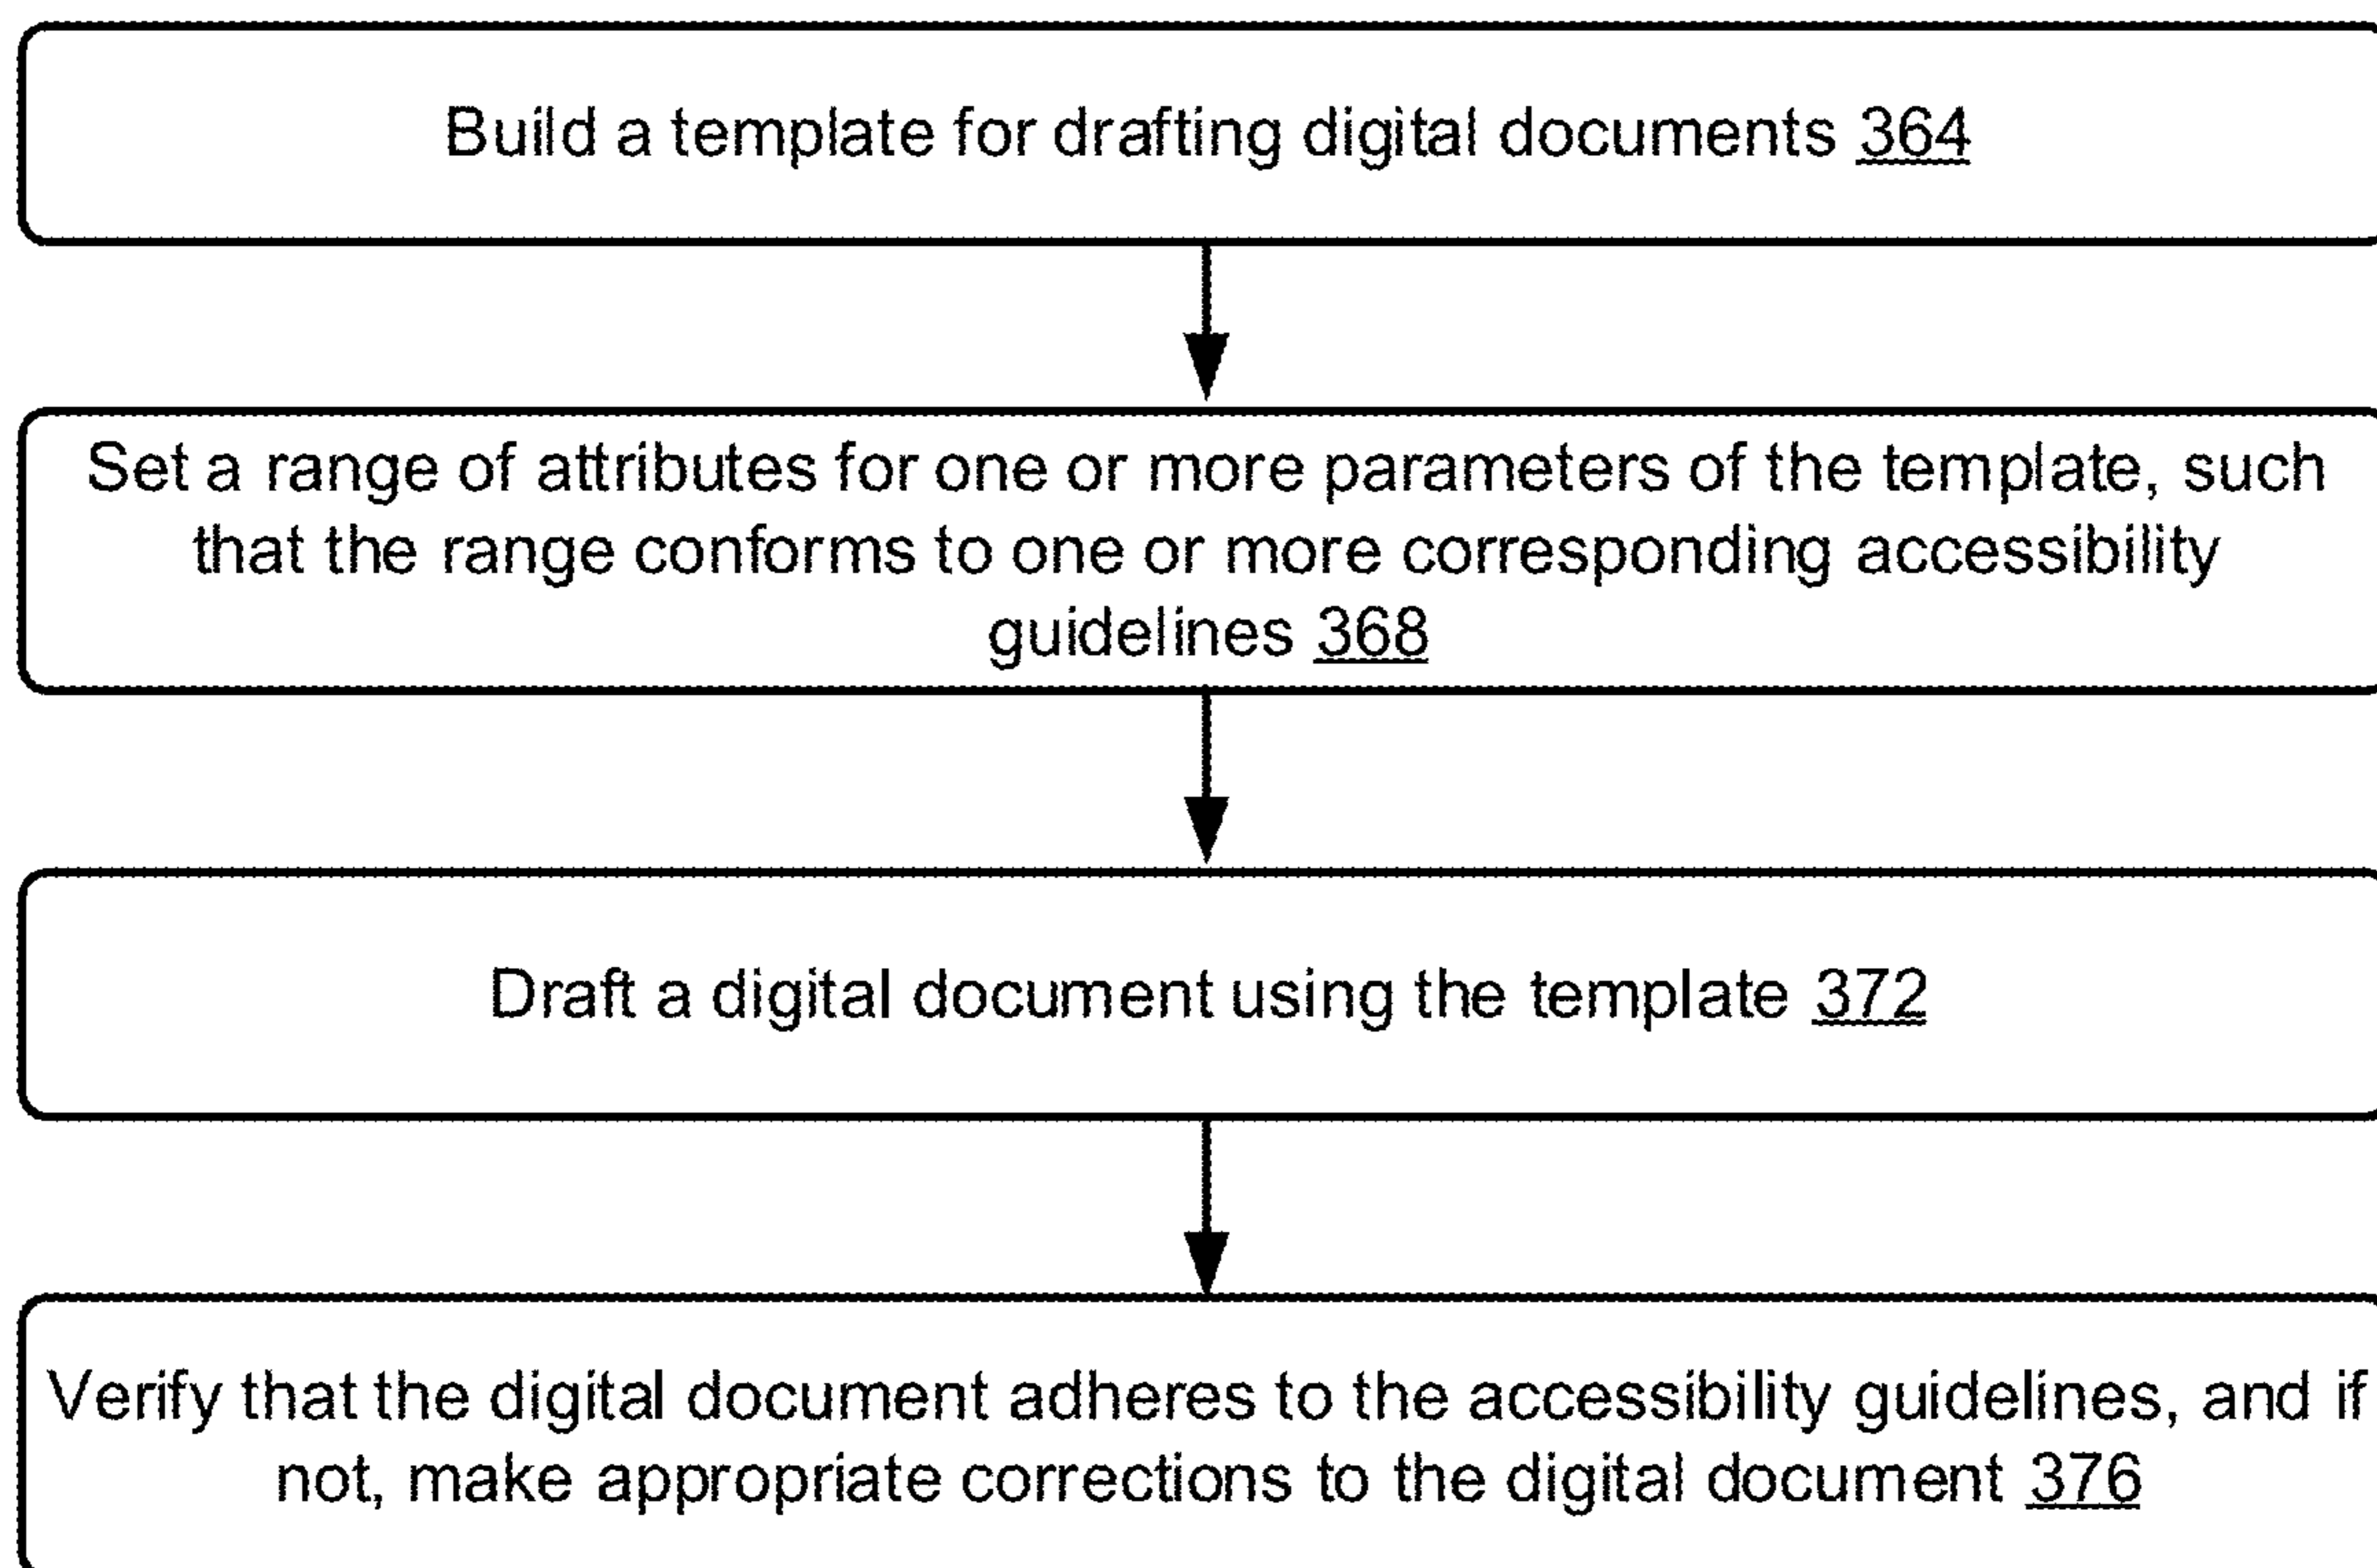 Build a template for drafting digital documents 364
Set a range of attributes for one or more parameters of the template, such
that the range conforms to one or more corresponding accessibility
guidelines 368
Draft a digital document using the template 372
Verify that the digital document adheres to the accessibility guidelines, and if
not, make appropriate corrections to the digital document 376